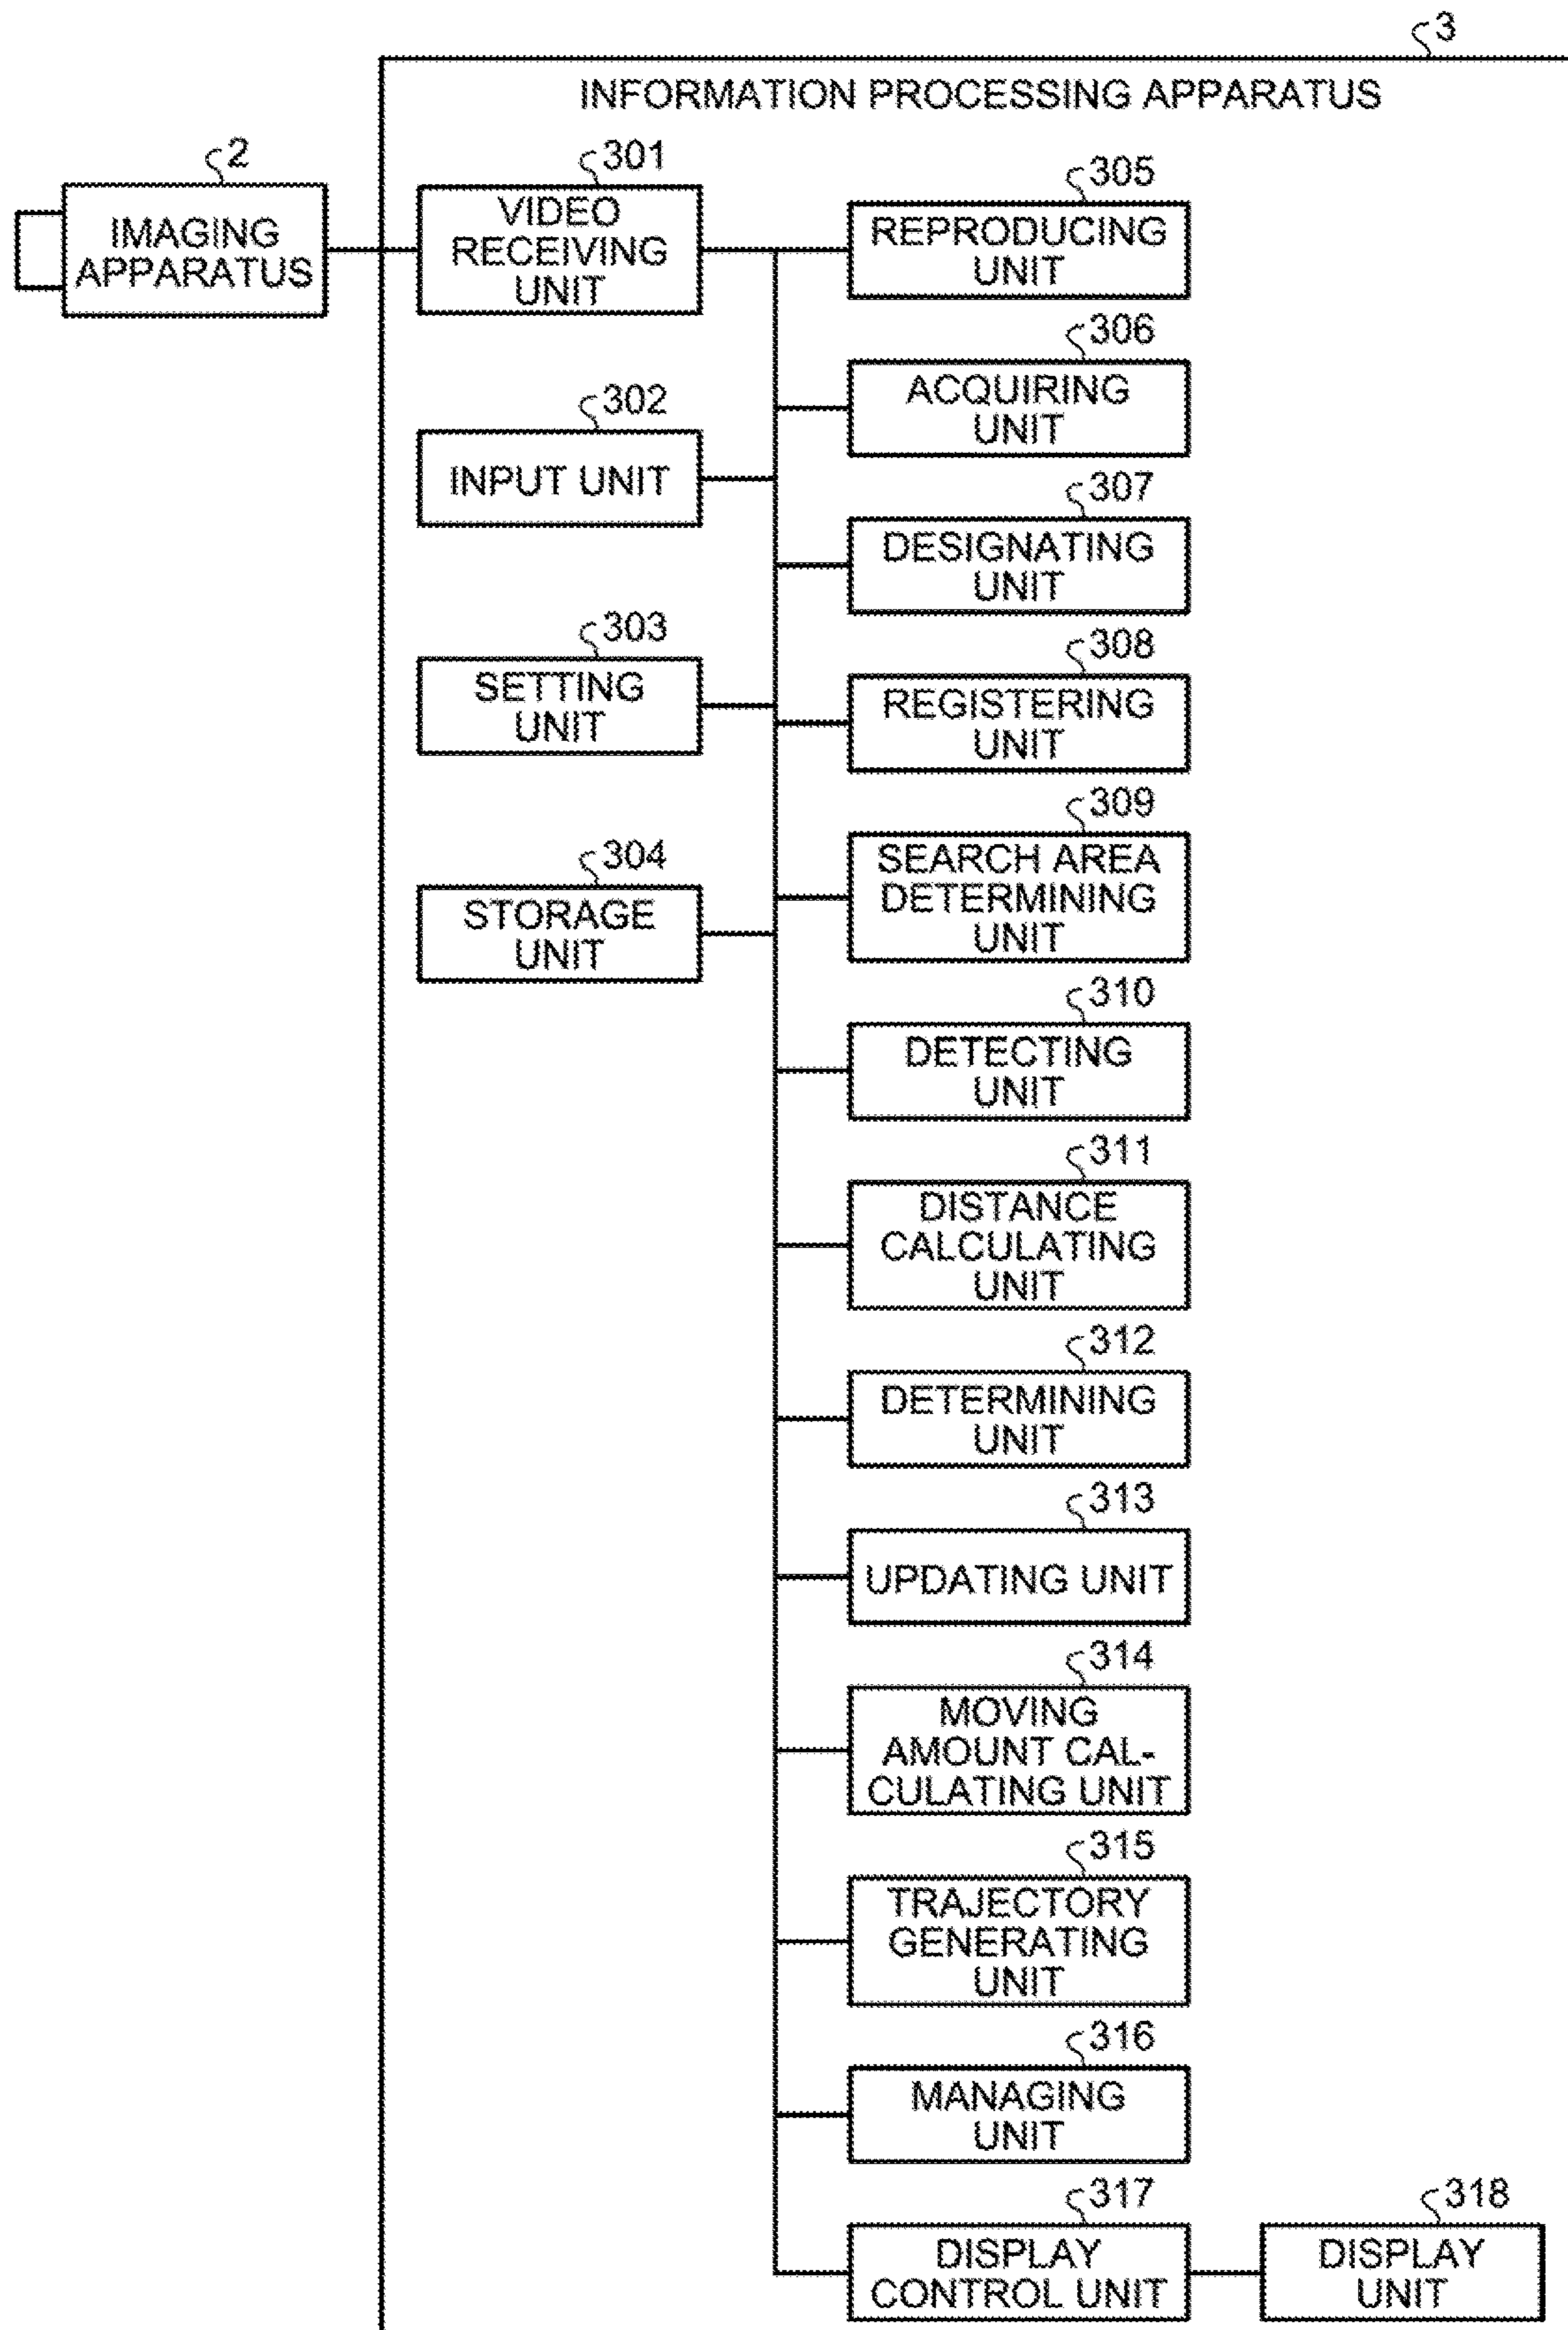 3
INFORMATION PROCESSING APPARATUS
2
IMAGING
APPARATUS
301
VIDEO
RECEIVING
UNIT
302
INPUT UNIT
303
SETTING
UNIT
304
STORAGE
UNIT
305
REPRODUCING
UNIT
306
ACQUIRING
UNIT
307
DESIGNATING
UNIT
308
REGISTERING
UNIT
309
SEARCH AREA
DETERMINING
UNIT
310
DETECTING
UNIT
311
DISTANCE
CALCULATING
UNIT
312
DETERMINING
UNIT
313
UPDATING UNIT
314
MOVING
AMOUNT CAL-
CULATING UNIT
315
TRAJECTORY
GENERATING
UNIT
316
MANAGING
UNIT
317
DISPLAY
CONTROL UNIT
318
DISPLAY
UNIT